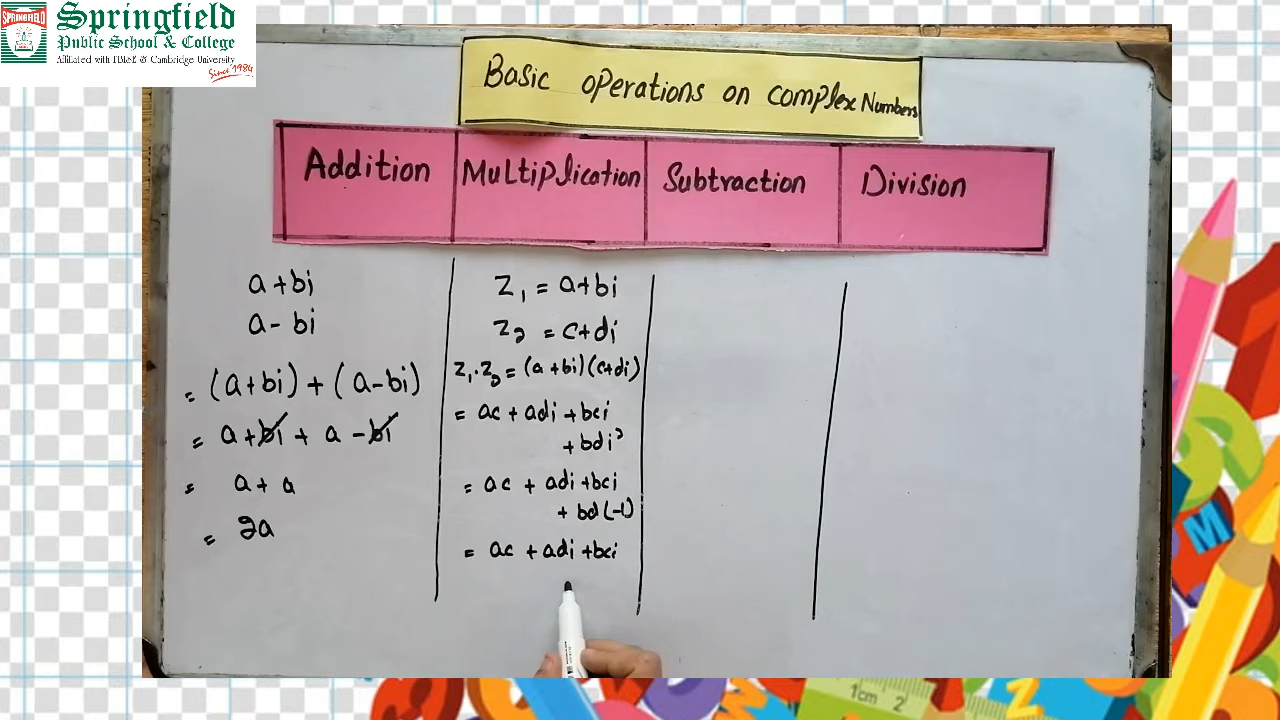 SPRINGFIELD
Springfield
Public School & College
Affiliated with FBISE & Cambridge University
Since 1984
Basic operations on complex Numbers
Addition
Multiplication
Subtraction
Division
a+bi
a-bi
= (a+bi) + (a-bi)
= a+bi + a -bi
= a + a
= 2a
Z₁ = a+bi
Z₂ = c+di
Z₁.Z₂ = (a+bi)(c+di)
= ac + adi + bci
+ bdi²
= ac + adi +bci
+ bd(-1)
= ac + adi +bci
M
1cm 2
2